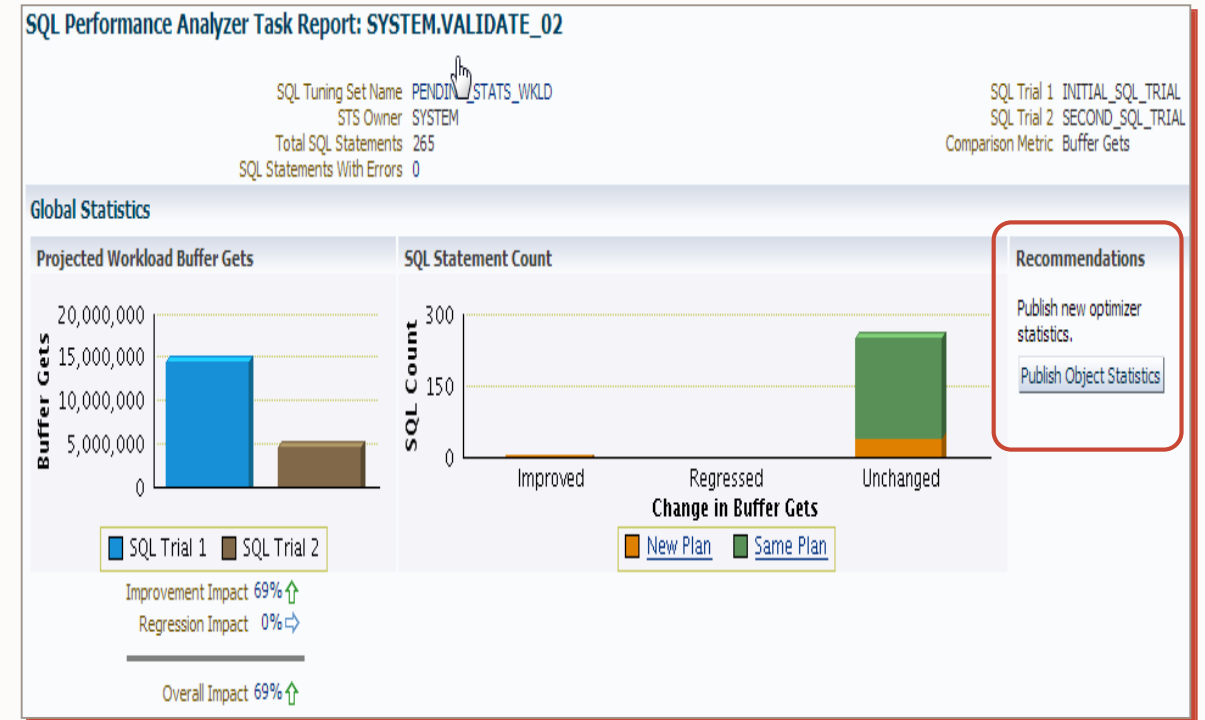 SQL Performance Analyzer Task Report: SYSTEM.VALIDATE_02
SQL Tuning Set Name PENDING_STATS_WKLD
STS Owner SYSTEM
Total SQL Statements 265
SQL Statements With Errors 0
SQL Trial 1 INITIAL_SQL_TRIAL
SQL Trial 2 SECOND_SQL_TRIAL
Comparison Metric Buffer Gets
Global Statistics
Projected Workload Buffer Gets
Buffer Gets
20,000,000
15,000,000
10,000,000
5,000,000
0
SQL Trial 1 SQL Trial 2
Improvement Impact 69%
Regression Impact 0%
Overall Impact 69%
SQL Statement Count
SQL Count
300
150
0
Improved Regressed Unchanged
Change in Buffer Gets
New Plan Same Plan
Recommendations
Publish new optimizer
statistics.
Publish Object Statistics